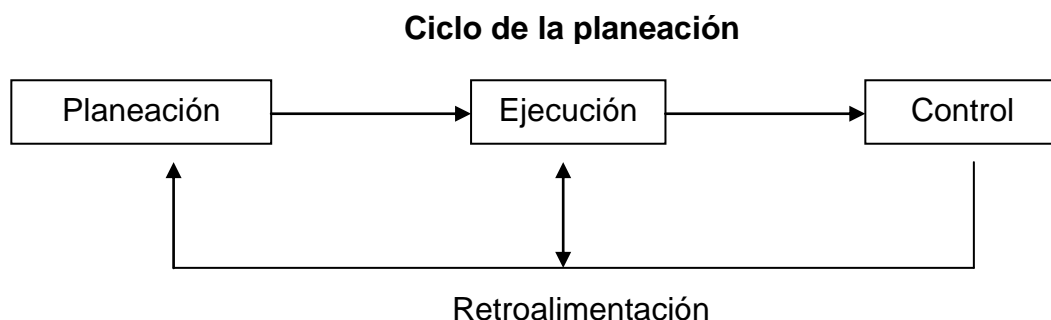 Ciclo de la planeación
Planeación
Ejecución
Control
Retroalimentación